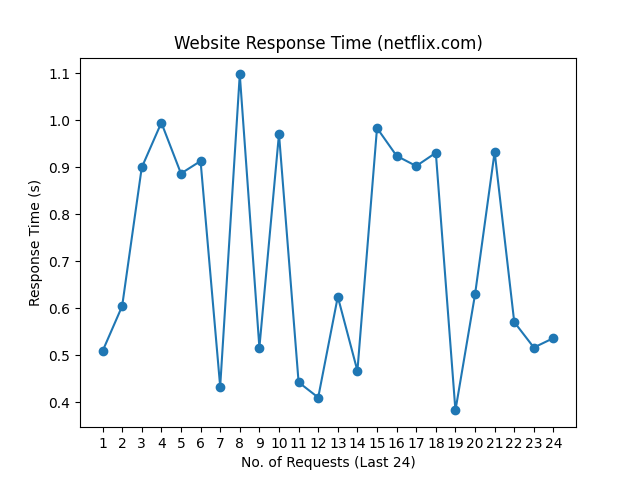 Website Response Time (netflix.com)
1.1
1.0
0.9
0.8
0.7
0.6
0.5
0.4
Response Time (s)
1 2 3 4 5 6 7 8 9 10 11 12 13 14 15 16 17 18 19 20 21 22 23 24
No. of Requests (Last 24)